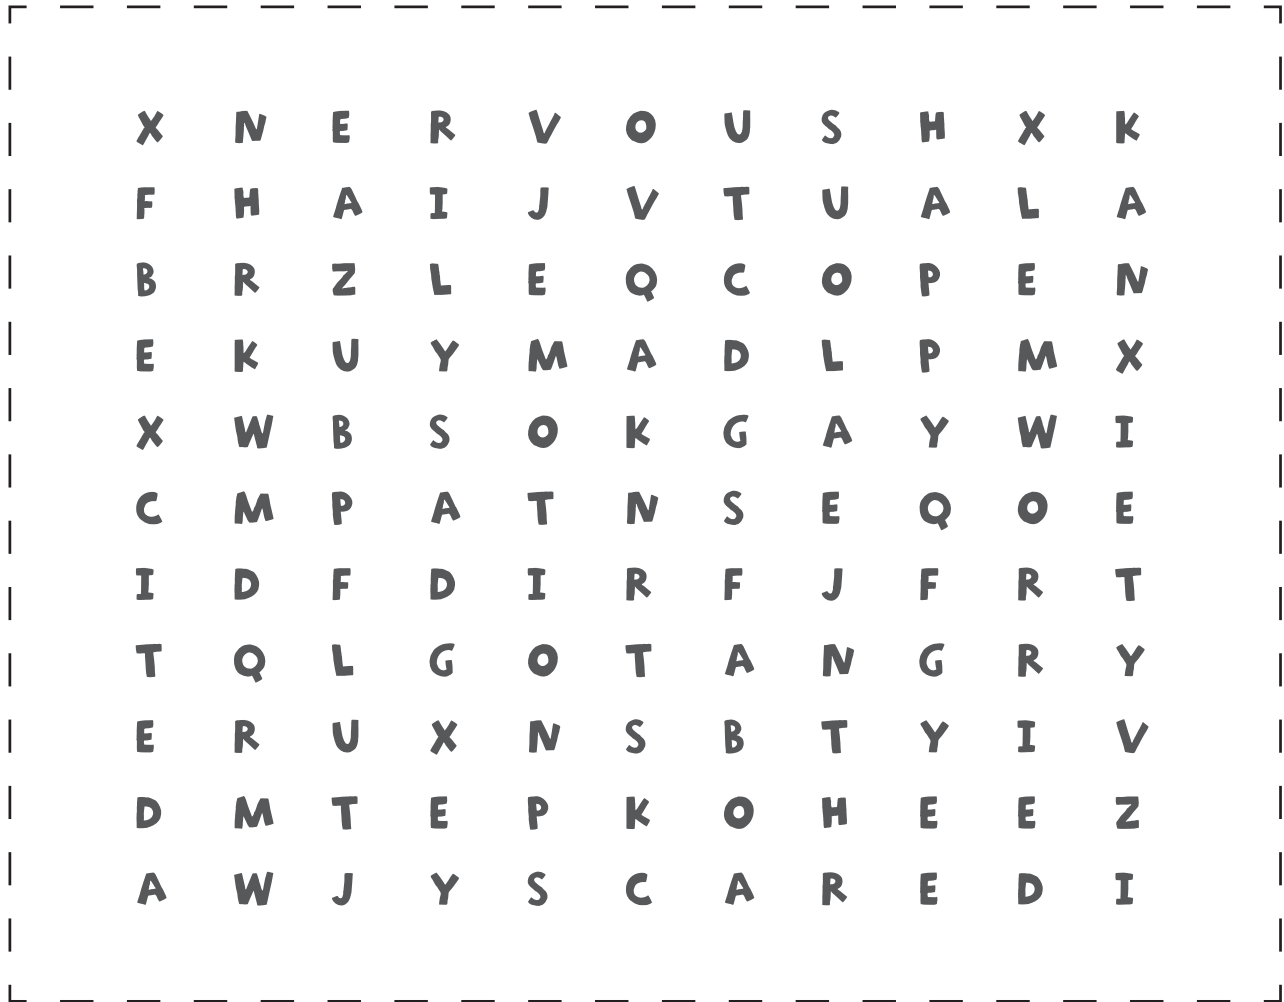 X N E R V O U S H X K
F H A I J V T U A L A
B R Z L E Q C O P E N
E K U Y M A D L P M X
X W B S O K G A Y W I
C M P A T N S E Q O E
I D F D I R F J F R T
T Q L G O T A N G R Y
E R U X N S B T Y I V
D M T E P K O H E E Z
A W J Y S C A R E D I